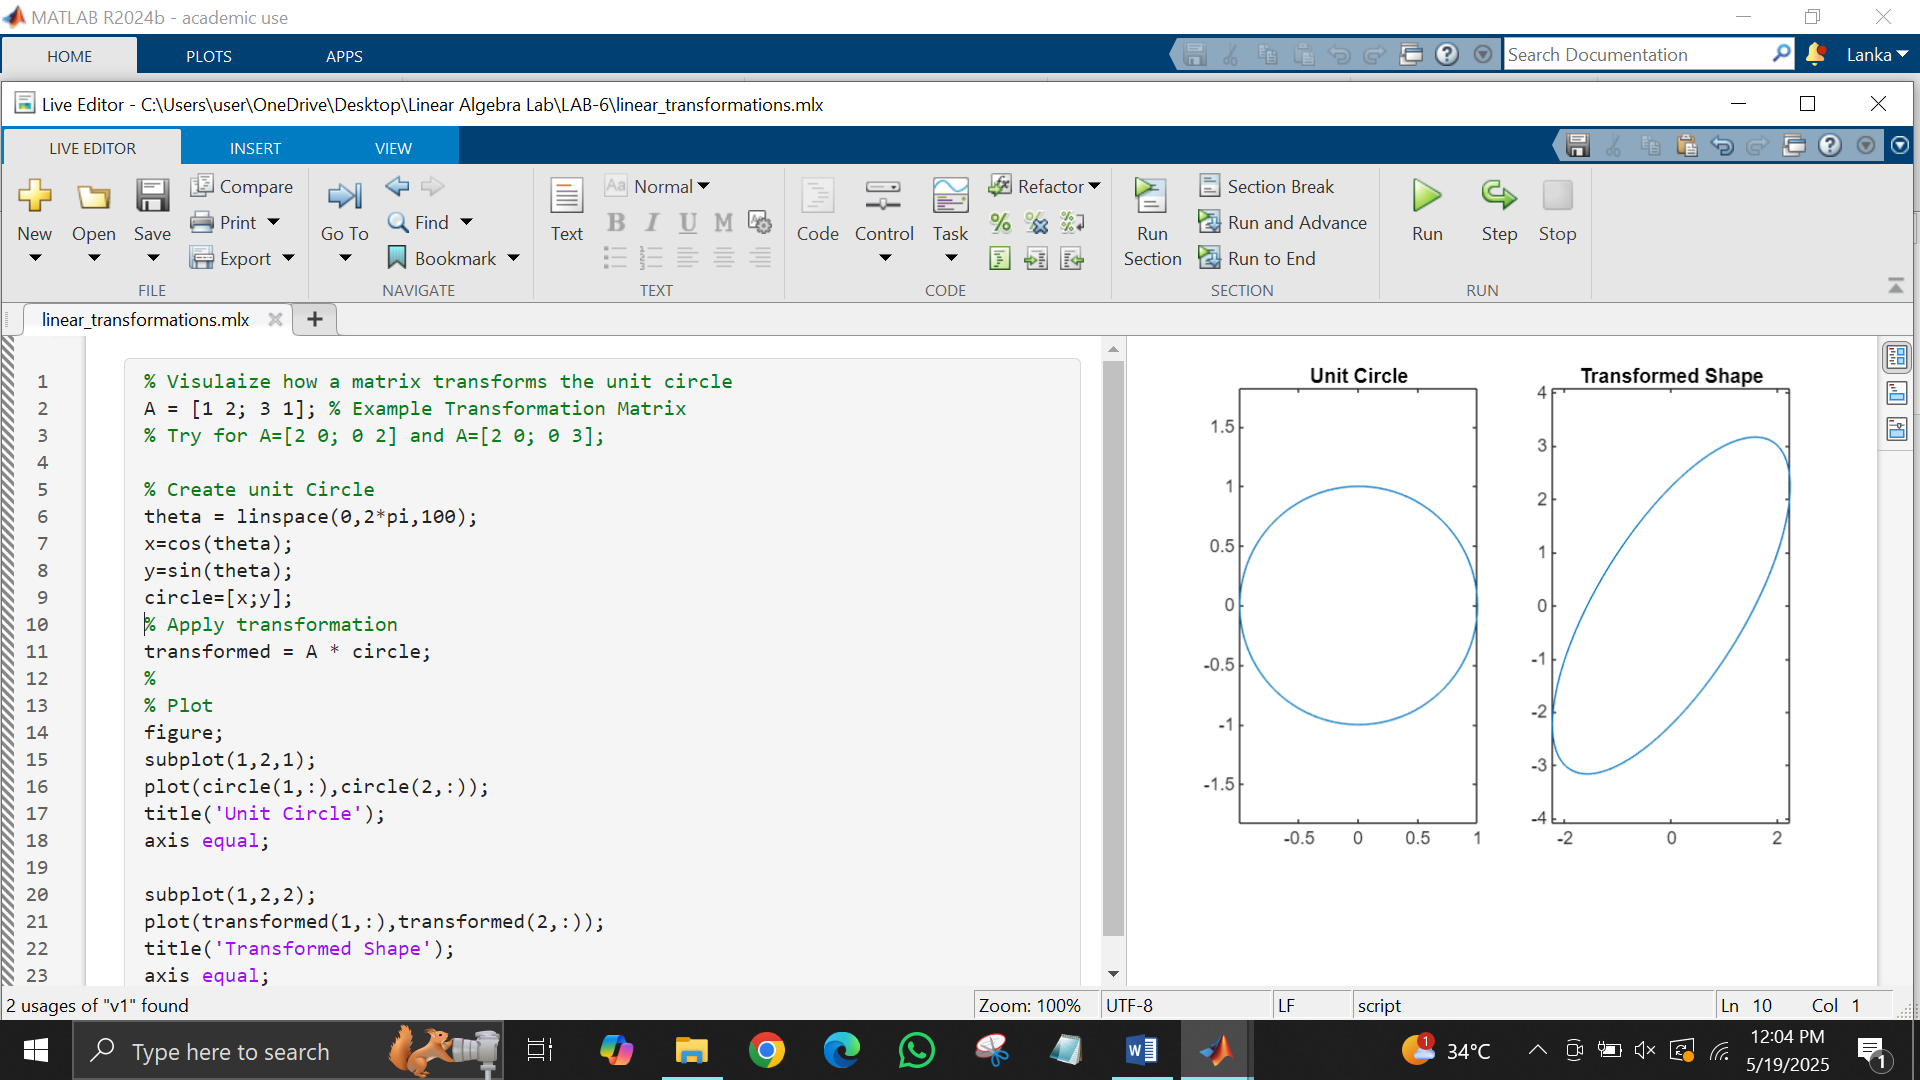 MATLAB R2024b - academic use
HOME PLOTS APPS Search Documentation Lanka
Live Editor - C:\Users\user\OneDrive\Desktop\Linear Algebra Lab\LAB-6\linear_transformations.mlx
LIVE EDITOR INSERT VIEW
New Open Save Compare Print Export FILE
Go To Find Bookmark NAVIGATE
Text Aa Normal B I U M TEXT
Code Control Task Refactor CODE
Run Section Section Break Run and Advance Run to End SECTION
Run Step Stop RUN
linear_transformations.mlx
1 % Visulaize how a matrix transforms the unit circle
2 A = [1 2; 3 1]; % Example Transformation Matrix
3 % Try for A=[2 0; 0 2] and A=[2 0; 0 3];
4
5 % Create unit Circle
6 theta = linspace(0,2*pi,100);
7 x=cos(theta);
8 y=sin(theta);
9 circle=[x;y];
10 % Apply transformation
11 transformed = A * circle;
12 %
13 % Plot
14 figure;
15 subplot(1,2,1);
16 plot(circle(1,:),circle(2,:));
17 title('Unit Circle');
18 axis equal;
19
20 subplot(1,2,2);
21 plot(transformed(1,:),transformed(2,:));
22 title('Transformed Shape');
23 axis equal;
Unit Circle
1.5
1
0.5
0
-0.5
-1
-1.5
-0.5 0 0.5 1
Transformed Shape
4
3
2
1
0
-1
-2
-3
-4
-2 0 2
2 usages of "v1" found Zoom: 100% UTF-8 LF script Ln 10 Col 1
Type here to search 1 34°C 12:04 PM
5/19/2025 1